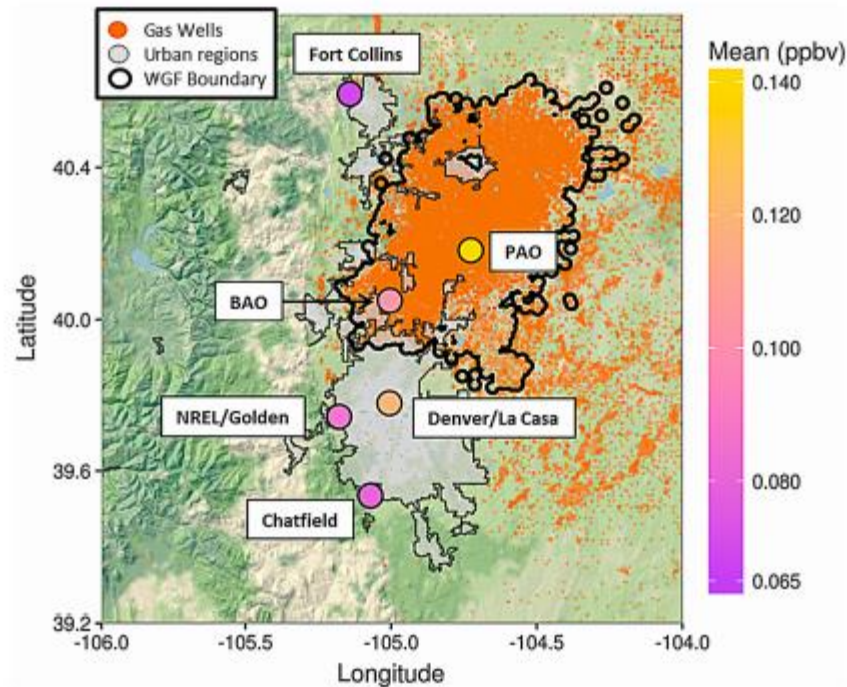 Gas Wells
Urban regions
WGF Boundary
Fort Collins
PAO
BAO
NREL/Golden
Denver/La Casa
Chatfield
Latitude
40.4
40.0
39.6
39.2
-106.0
-105.5
-105.0
-104.5
-104.0
Longitude
Mean (ppbv)
0.140
0.120
0.100
0.080
0.065